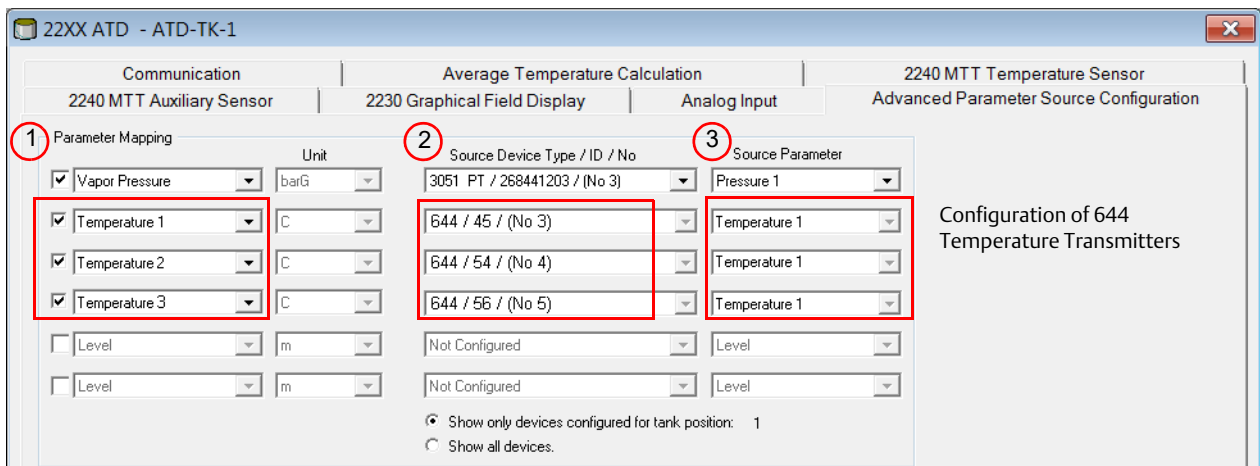 22XX ATD - ATD-TK-1
Communication Average Temperature Calculation 2240 MTT Temperature Sensor
2240 MTT Auxiliary Sensor 2230 Graphical Field Display Analog Input Advanced Parameter Source Configuration
1 Parameter Mapping 2 3
Unit Source Device Type / ID / No Source Parameter
Vapor Pressure barG 3051 PT / 268441203 / (No 3) Pressure 1
Temperature 1 C 644 / 45 / (No 3) Temperature 1
Configuration of 644
Temperature Transmitters
Temperature 2 C 644 / 54 / (No 4) Temperature 1
Temperature 3 C 644 / 56 / (No 5) Temperature 1
Level m Not Configured Level
Level m Not Configured Level
Show only devices configured for tank position: 1
Show all devices.